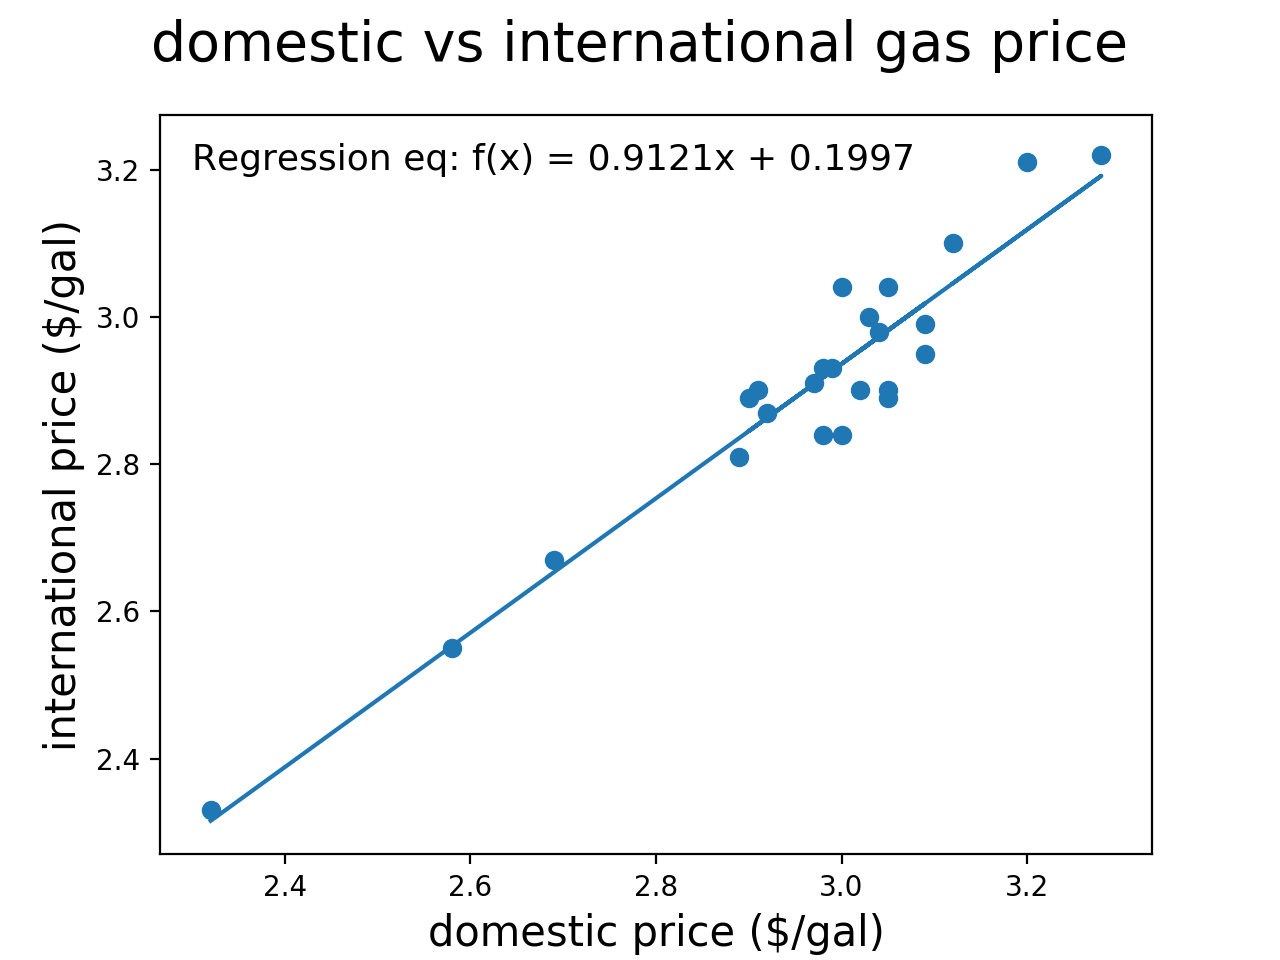 domestic vs international gas price
Regression eq: f(x) = 0.9121x + 0.1997
international price ($/gal)
3.2
3.0
2.8
2.6
2.4
2.4
2.6
2.8
3.0
3.2
domestic price ($/gal)